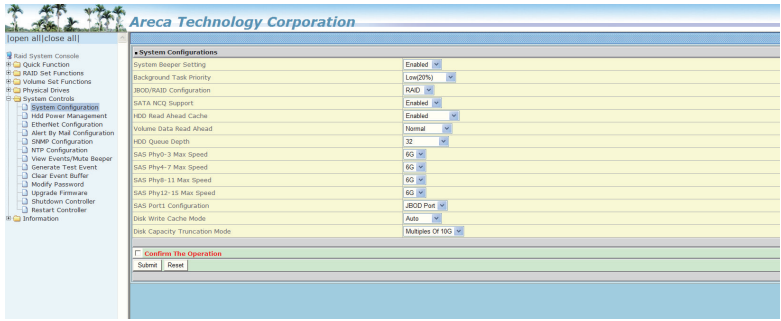 Areca Technology Corporation
|open all|close all|
Raid System Console
Quick Function
RAID Set Functions
Volume Set Functions
Physical Drives
System Controls
System Configuration
Hdd Power Management
EtherNet Configuration
Alert By Mail Configuration
SNMP Configuration
NTP Configuration
View Events/Mute Beeper
Generate Test Event
Clear Event Buffer
Modify Password
Upgrade Firmware
Shutdown Controller
Restart Controller
Information
System Configurations
System Beeper Setting Enabled
Background Task Priority Low(20%)
JBOD/RAID Configuration RAID
SATA NCQ Support Enabled
HDD Read Ahead Cache Enabled
Volume Data Read Ahead Normal
HDD Queue Depth 32
SAS Phy0-3 Max Speed 6G
SAS Phy4-7 Max Speed 6G
SAS Phy8-11 Max Speed 6G
SAS Phy12-15 Max Speed 6G
SAS Port1 Configuration JBOD Port
Disk Write Cache Mode Auto
Disk Capacity Truncation Mode Multiples Of 10G
Confirm The Operation
Submit Reset